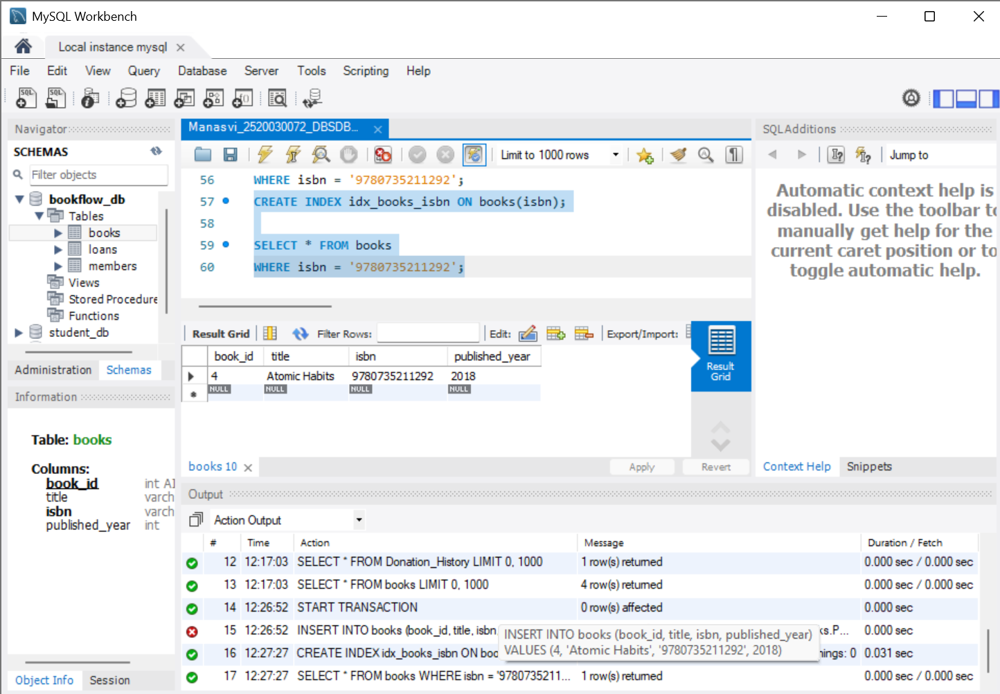 MySQL Workbench
Local instance mysql
File Edit View Query Database Server Tools Scripting Help
Navigator
SCHEMAS
Filter objects
bookflow_db
Tables
books
loans
members
Views
Stored Procedure
Functions
student_db
Administration Schemas
Information
Table: books
Columns:
book_id int AI
title varch
isbn varch
published_year int
Object Info Session
Manasvi_2520030072_DBSDB...
Limit to 1000 rows
56 WHERE isbn = '9780735211292';
57 CREATE INDEX idx_books_isbn ON books(isbn);
58
59 SELECT * FROM books
60 WHERE isbn = '9780735211292';
Result Grid Filter Rows: Edit: Export/Import:
book_id title isbn published_year
4 Atomic Habits 9780735211292 2018
NULL NULL NULL NULL
Result
Grid
books 10 Apply Revert
SQLAdditions
Jump to
Automatic context help is
disabled. Use the toolbar to
manually get help for the
current caret position or to
toggle automatic help.
Context Help Snippets
Output
Action Output
# Time Action Message Duration / Fetch
12 12:17:03 SELECT * FROM Donation_History LIMIT 0, 1000 1 row(s) returned 0.000 sec / 0.000 sec
13 12:17:03 SELECT * FROM books LIMIT 0, 1000 4 row(s) returned 0.000 sec / 0.000 sec
14 12:26:52 START TRANSACTION 0 row(s) affected 0.000 sec
15 12:26:52 INSERT INTO books (book_id, title, isbn, ks.P... 0.000 sec
INSERT INTO books (book_id, title, isbn, published_year)
VALUES (4, 'Atomic Habits', '9780735211292', 2018)
16 12:27:27 CREATE INDEX idx_books_isbn ON boo nings: 0 0.031 sec
17 12:27:27 SELECT * FROM books WHERE isbn = '9780735211... 1 row(s) returned 0.000 sec / 0.000 sec